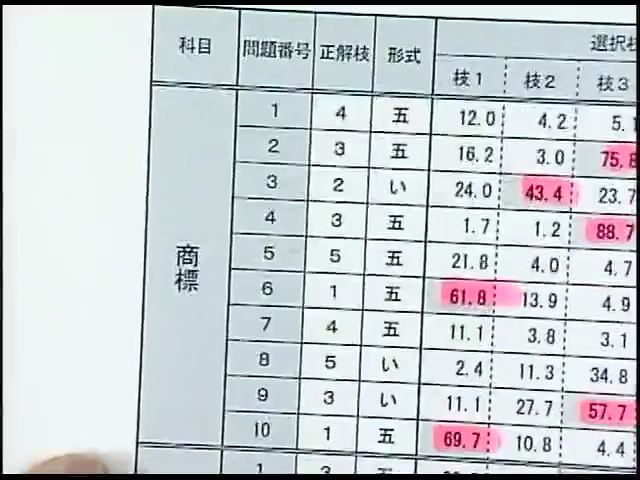 科目 問題番号 正解枝 形式 選択枝
枝1 枝2 枝3
商標
1 4 五 12.0 4.2 5.1
2 3 五 16.2 3.0 75.8
3 2 い 24.0 43.4 23.7
4 3 五 1.7 1.2 88.7
5 5 五 21.8 4.0 4.7
6 1 五 61.8 13.9 4.9
7 4 五 11.1 3.8 3.1
8 5 い 2.4 11.3 34.8
9 3 い 11.1 27.7 57.7
10 1 五 69.7 10.8 4.4
1 3